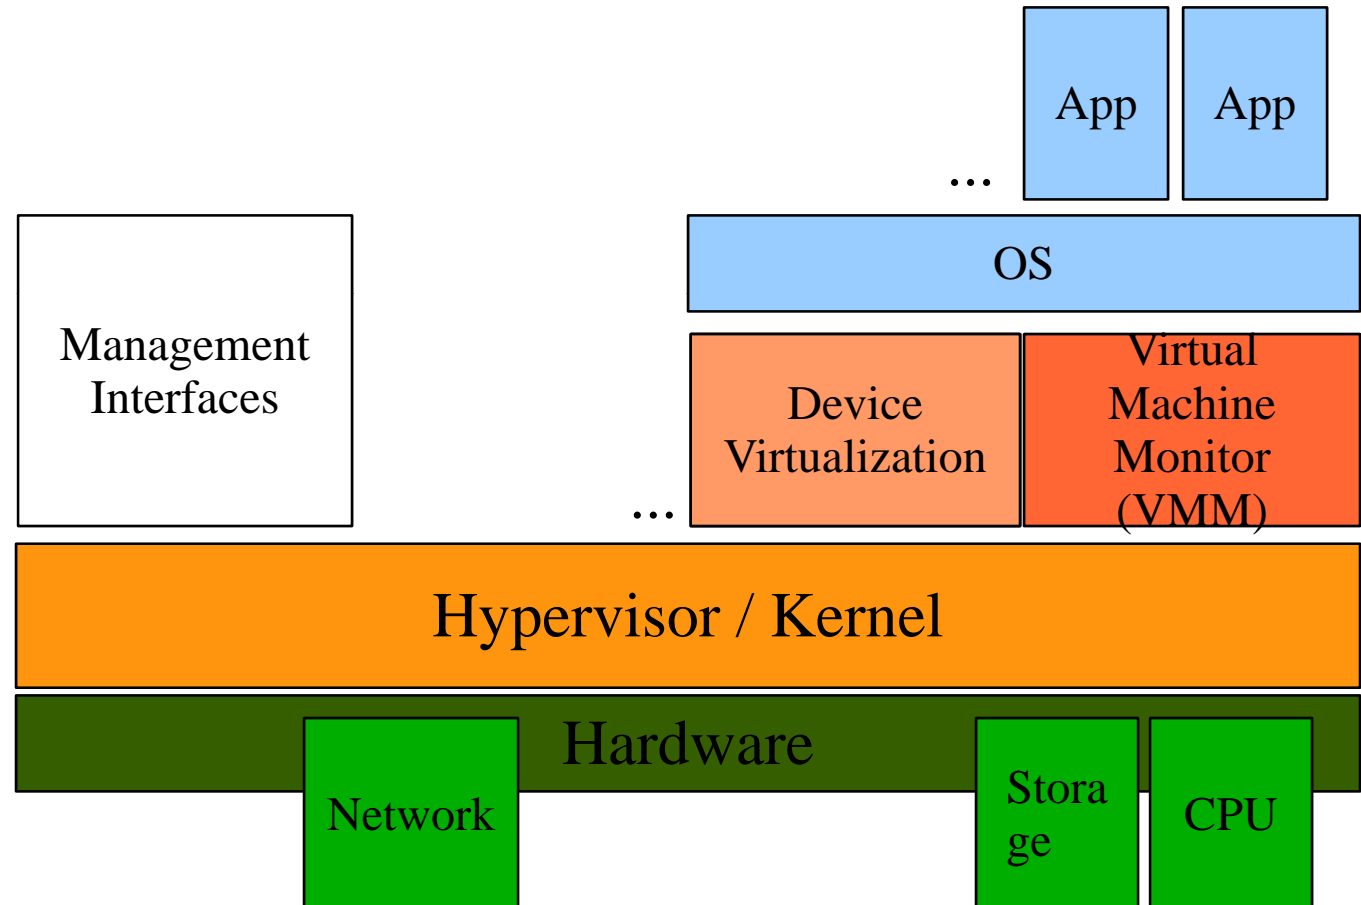 App
App
...
OS
Management
Interfaces
Device
Virtualization
...
Virtual
Machine
Monitor
(VMM)
Hypervisor / Kernel
Hardware
Network
Stora
ge
CPU